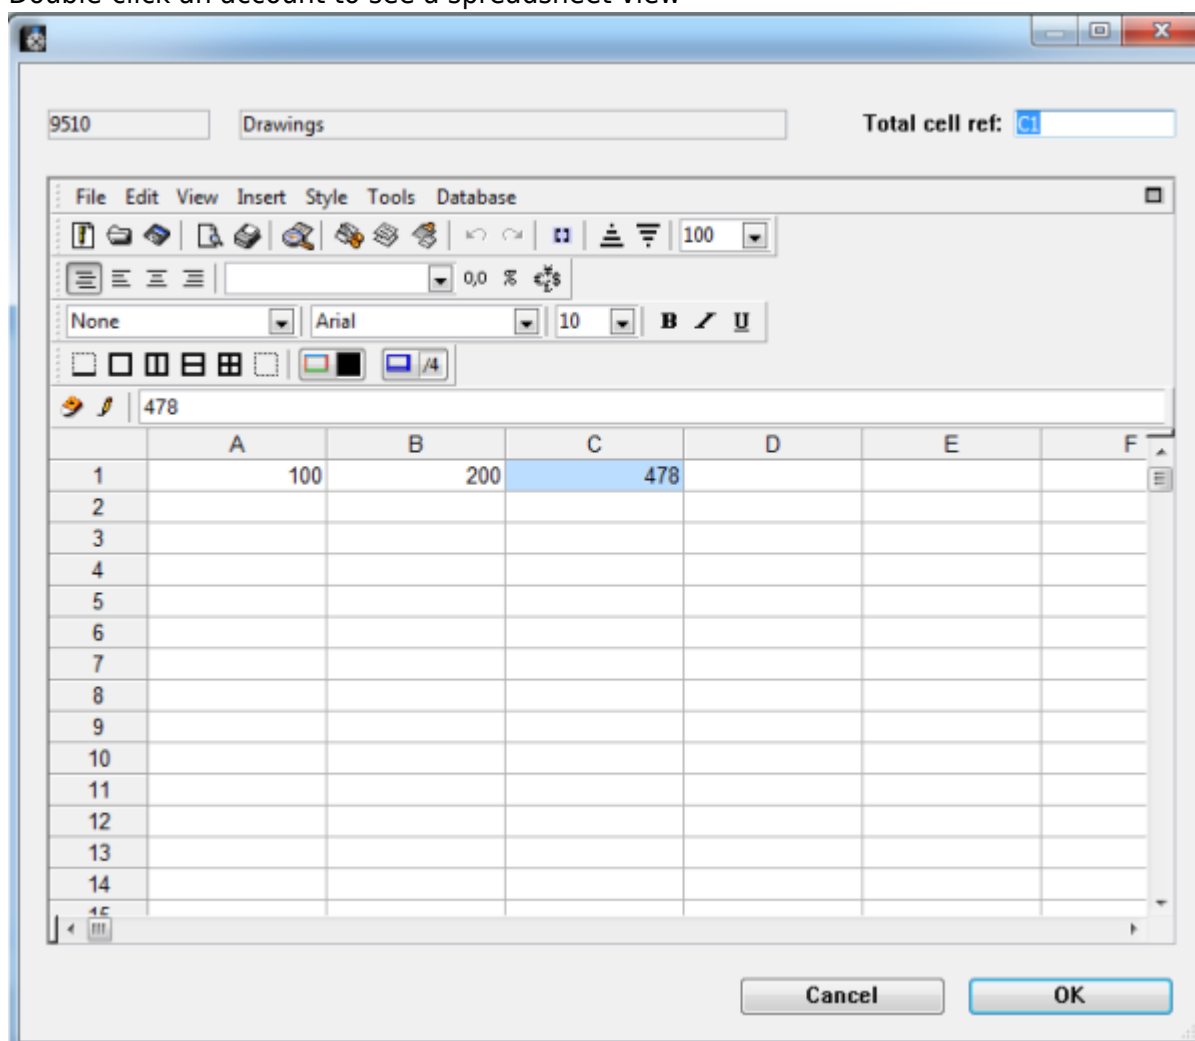 Double-click an account to see a spreadsheet view
9510 Drawings Total cell ref: C1
File Edit View Insert Style Tools Database
100
0,0 %
None Arial 10 B I U
/4
478
A B C D E F
1 100 200 478
2
3
4
5
6
7
8
9
10
11
12
13
14
15
Cancel OK